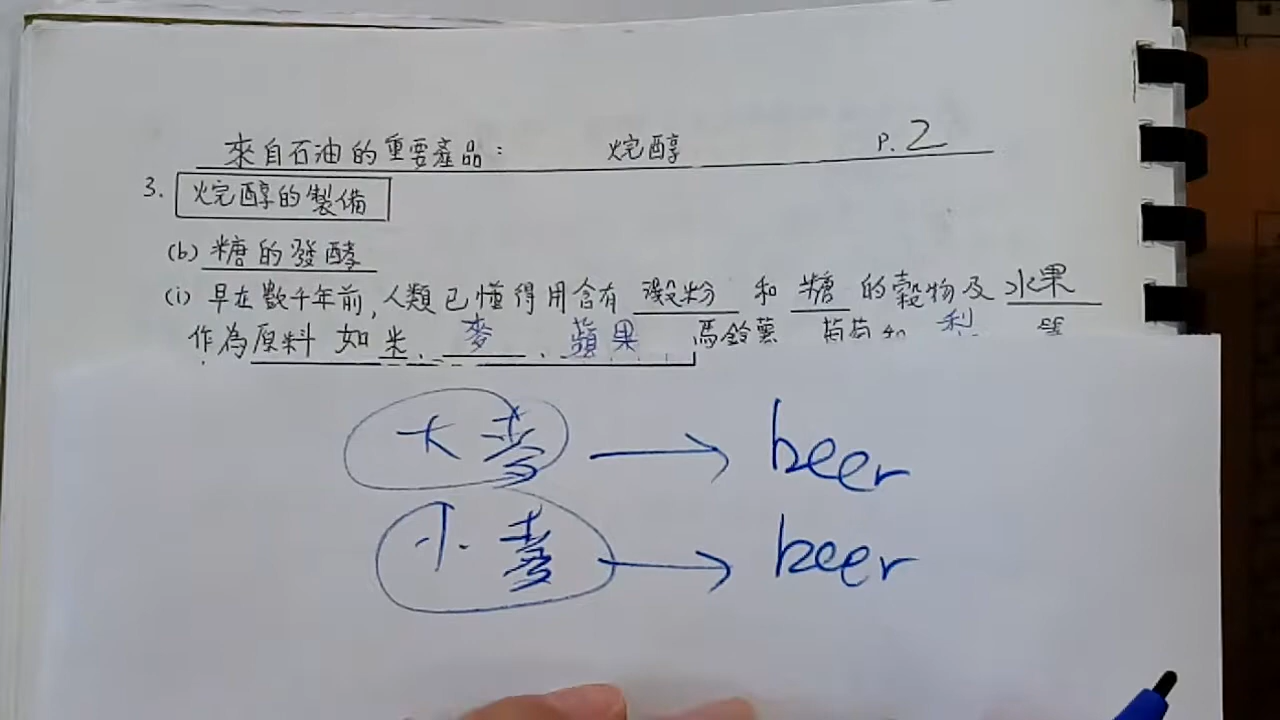 來自石油的重要產品： 烷醇 P.2
3. 烷醇的製備
(b) 糖的發酵
(i) 早在數千年前,人類已懂得用含有 澱粉 和 糖 的穀物及 水果
作為原料 如 米、麥、蘋果 馬鈴薯
大麥 → beer
小麥 → beer